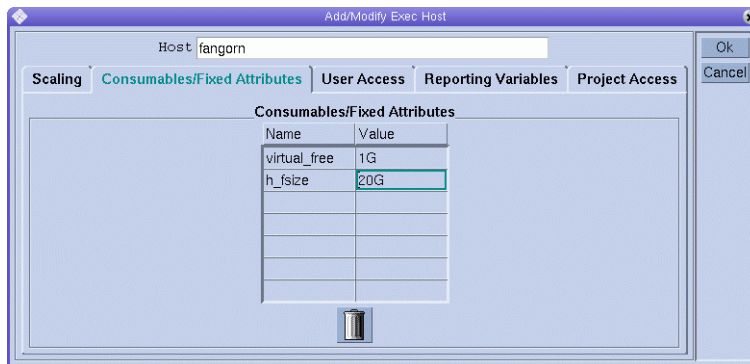 Add/Modify Exec Host
Host fangorn
Ok
Cancel
Scaling Consumables/Fixed Attributes User Access Reporting Variables Project Access
Consumables/Fixed Attributes
Name Value
virtual_free 1G
h_fsize 20G